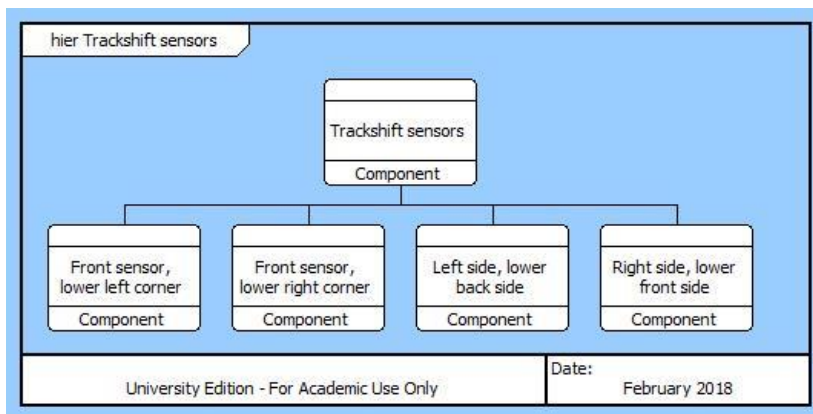 hier Trackshift sensors
Trackshift sensors
Component
Front sensor,
lower left corner
Component
Front sensor,
lower right corner
Component
Left side, lower
back side
Component
Right side, lower
front side
Component
University Edition - For Academic Use Only
Date:
February 2018